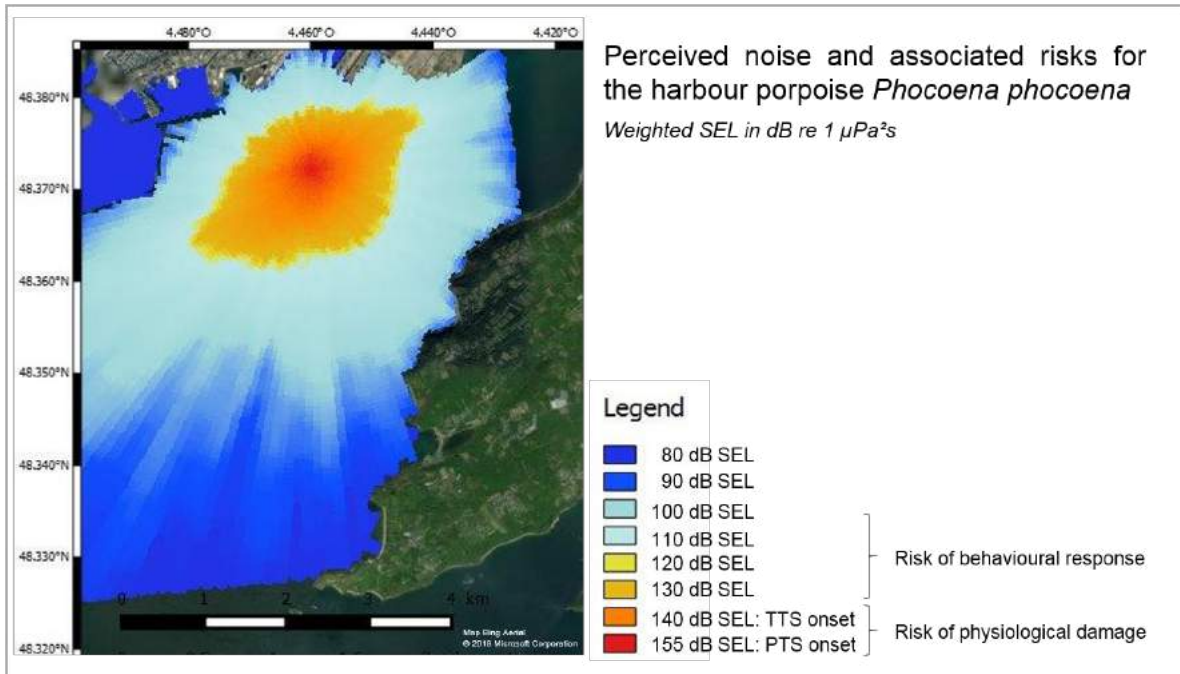 4.480°O 4.460°O 4.440°O 4.420°O
48.380°N
48.370°N
48.360°N
48.350°N
48.340°N
48.330°N
48.320°N
0 1 2 3 4 km
Map Bing Aerial
© 2018 Microsoft Corporation
Perceived noise and associated risks for
the harbour porpoise Phocoena phocoena
Weighted SEL in dB re 1 µPa²s
Legend
80 dB SEL
90 dB SEL
100 dB SEL
110 dB SEL
120 dB SEL
130 dB SEL
Risk of behavioural response
140 dB SEL: TTS onset
155 dB SEL: PTS onset
Risk of physiological damage